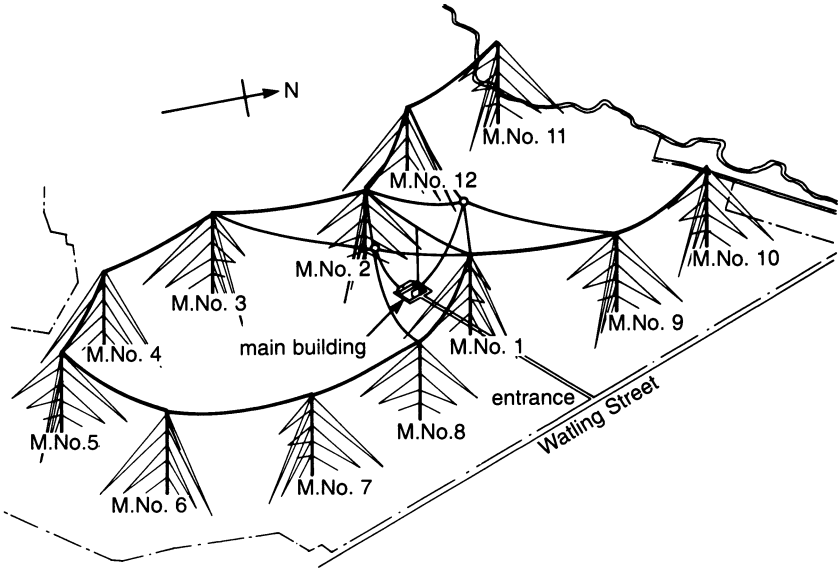 N
M.No. 11
M.No. 12
M.No. 2
M.No. 10
M.No. 3
M.No. 9
M.No. 4
main building
M.No. 1
entrance
Watling Street
M.No.5
M.No.8
M.No. 7
M.No. 6